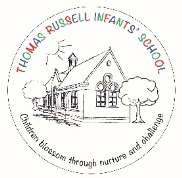 THOMAS RUSSELL INFANTS' SCHOOL
Children blossom through nurture and challenge